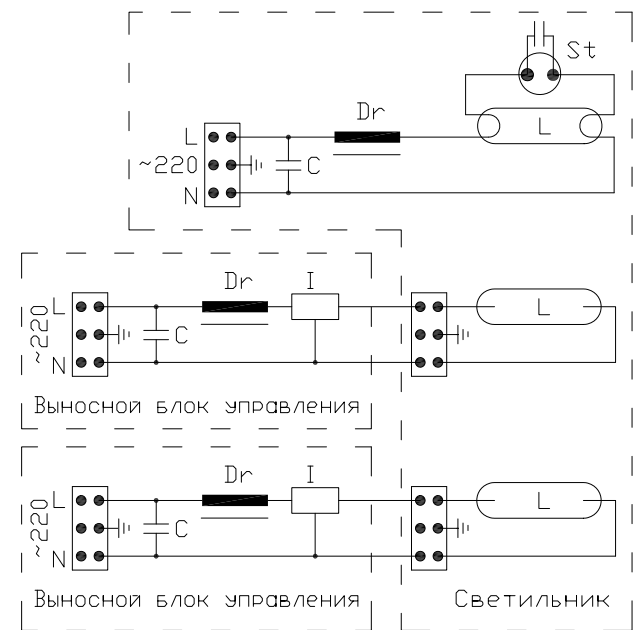 St
Dr
L
L
~220
C
N
Dr
I
L
L
~220
C
N
Выносной блок управления
Dr
I
L
L
~220
C
N
Выносной блок управления
Светильник